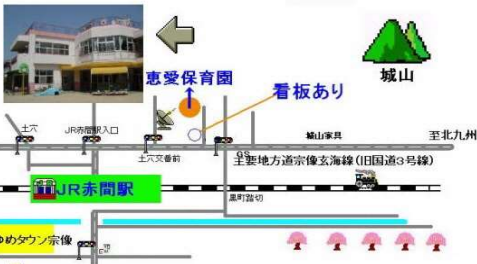 恵愛保育園
看板あり
城山
土穴
JR赤間駅入口
土穴交番前
GS
城山家具
至北九州
主要地方道宗像玄海線(旧国道3号線)
JR赤間駅
黒町踏切
ゆめタウン宗像